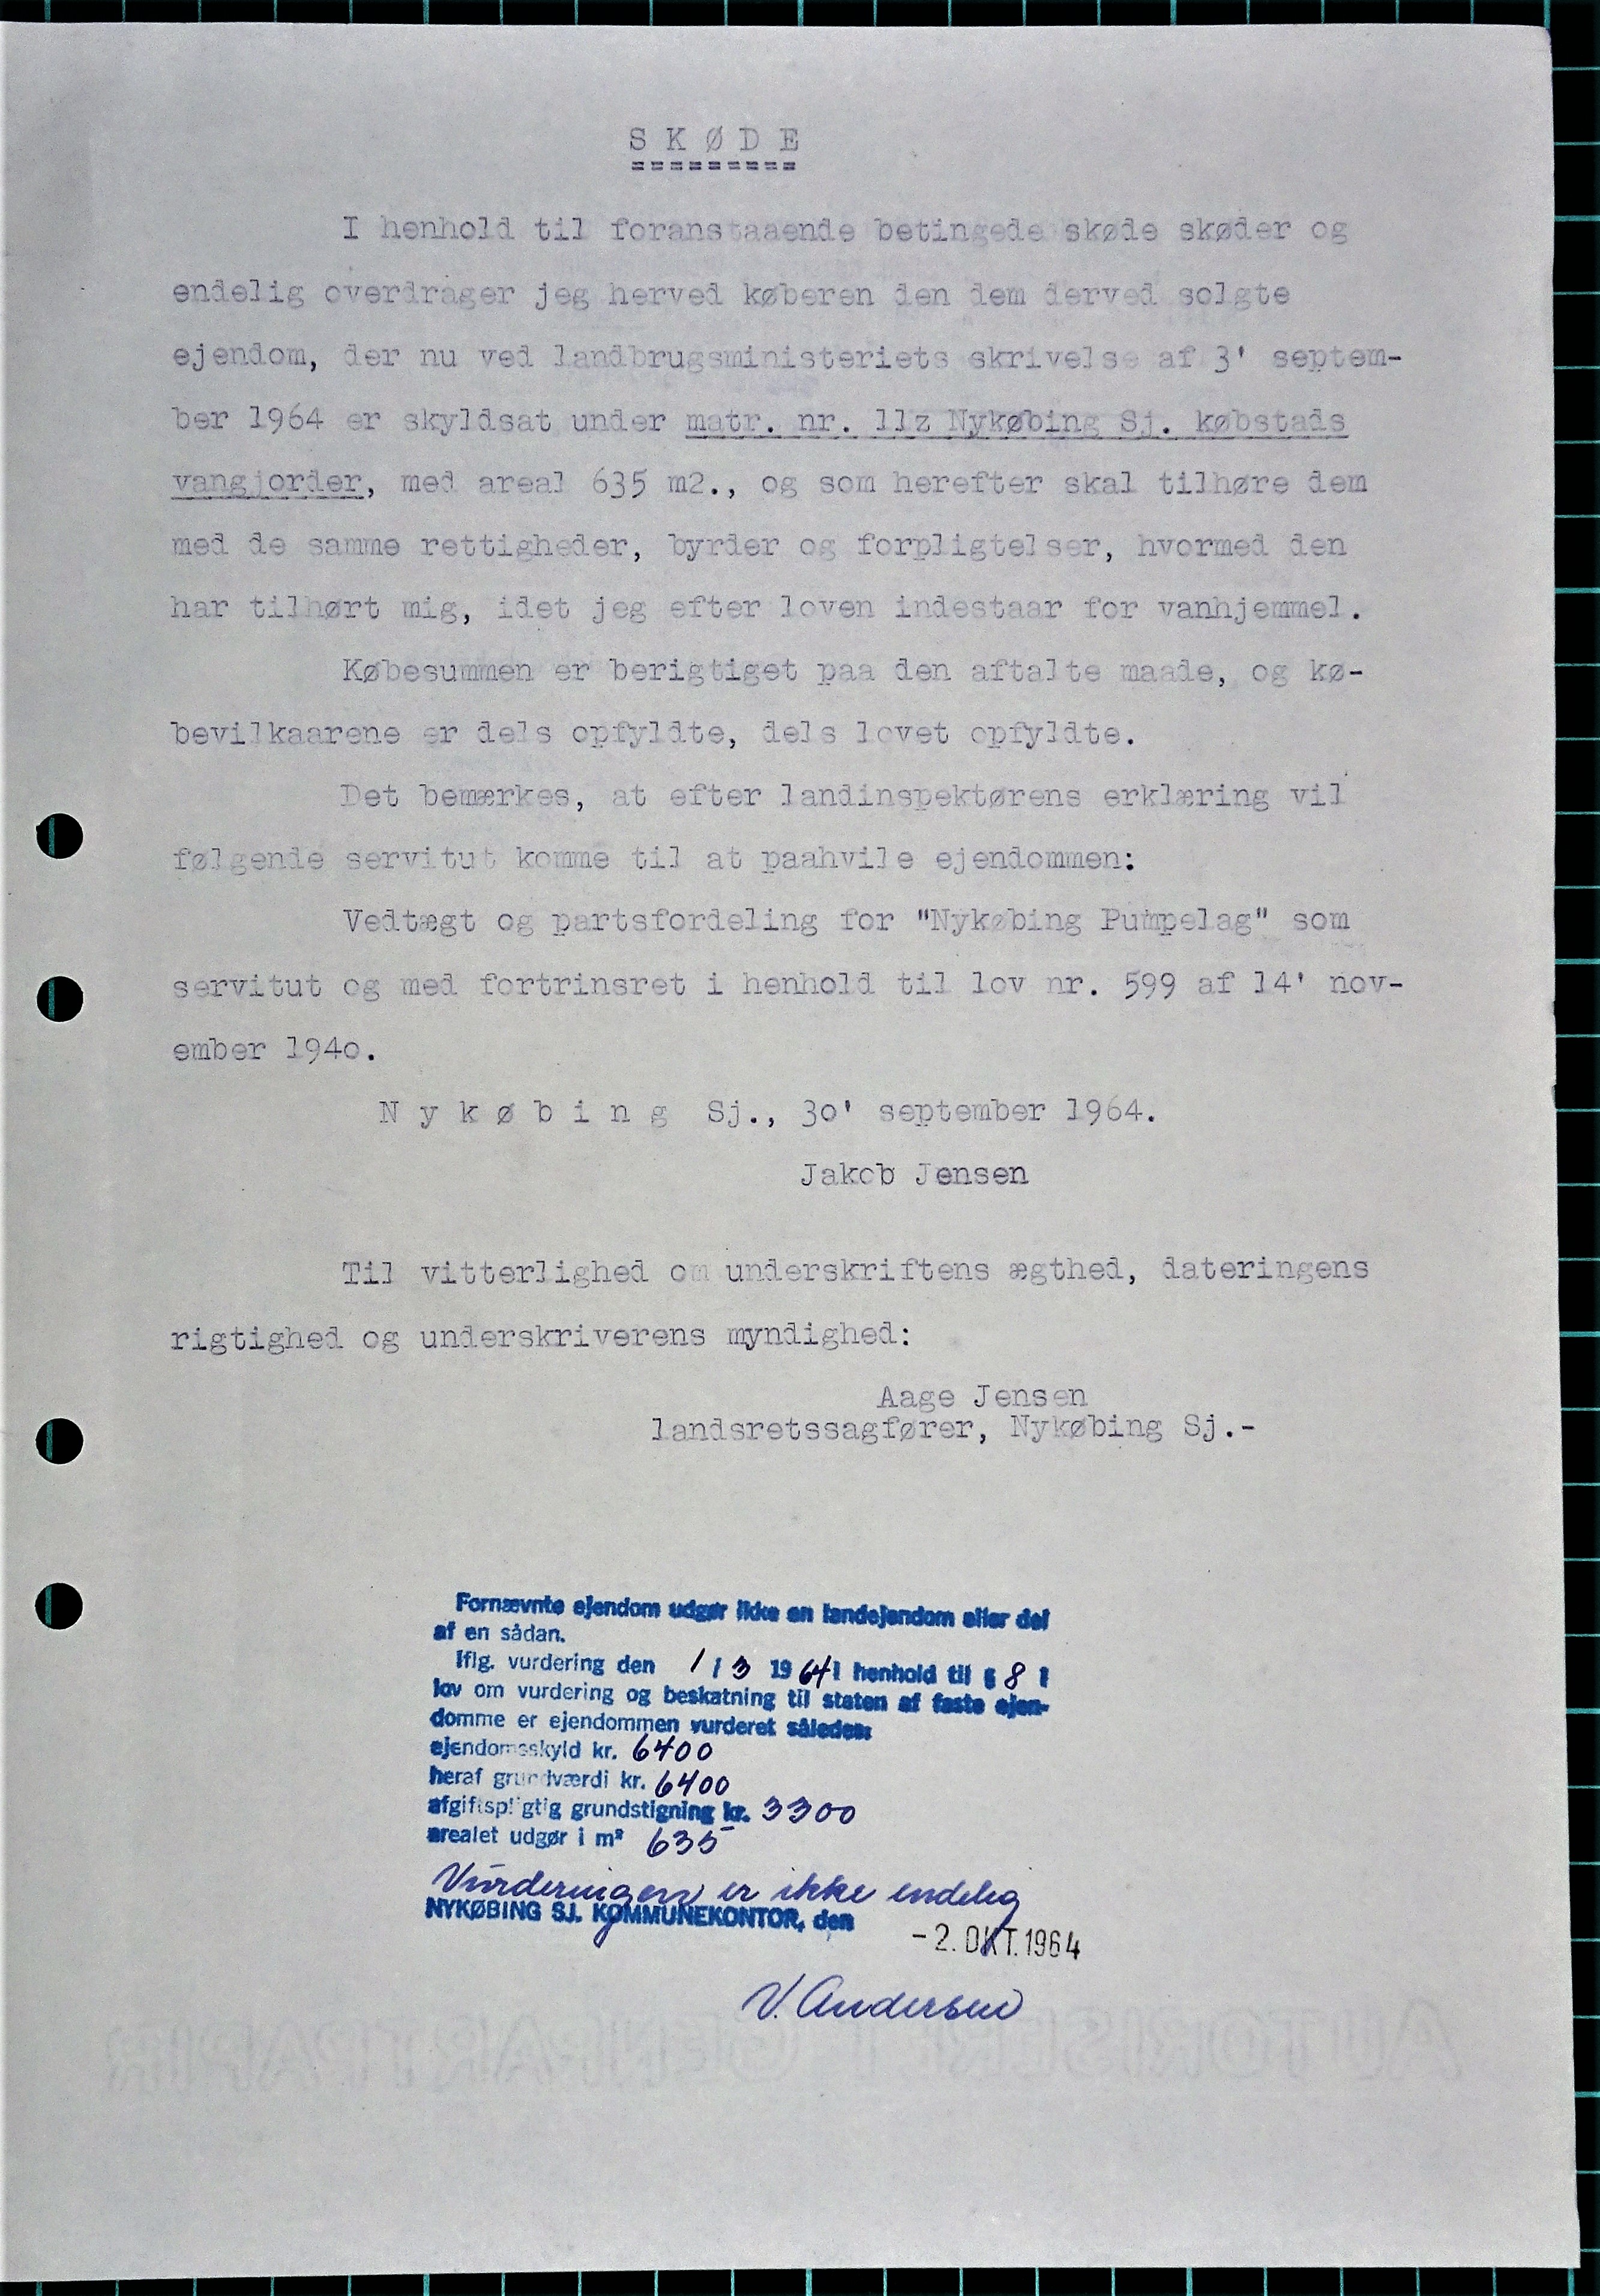 S K Ø D E
=========
I henhold til foranstaaende betingede skøde skøder og
endelig overdrager jeg herved køberen den dem derved solgte
ejendom, der nu ved landbrugsministeriets skrivelse af 3' septem-
ber 1964 er skyldsat under matr. nr. 11z Nykøbing Sj. købstads
vangjorder, med areal 635 m2., og som herefter skal tilhøre dem
med de samme rettigheder, byrder og forpligtelser, hvormed den
har tilhørt mig, idet jeg efter loven indestaar for vanhjemmel.
Købesummen er berigtiget paa den aftalte maade, og kø-
bevilkaarene er dels opfyldte, dels lovet opfyldte.
Det bemærkes, at efter landinspektørens erklæring vil
følgende servitut komme til at paahvile ejendommen:
Vedtægt og partsfordeling for "Nykøbing Pumpelag" som
servitut og med fortrinsret i henhold til lov nr. 599 af 14' nov-
ember 194o.
N y k ø b i n g Sj., 3o' september 1964.
Jakob Jensen
Til vitterlighed om underskriftens ægthed, dateringens
rigtighed og underskriverens myndighed:
Aage Jensen
landsretssagfører, Nykøbing Sj.-
Fornævnte ejendom udgør ikke en landejendom eller del
af en sådan.
Iflg. vurdering den 1/3 1964 i henhold til § 8 i
lov om vurdering og beskatning til staten af faste ejen-
domme er ejendommen vurderet således:
ejendomsskyld kr. 6400
heraf grundværdi kr. 6400
afgiftspligtig grundstigning kr. 3300
arealet udgør i m² 635
Vurderingen er ikke endelig
NYKØBING SJ. KOMMUNEKONTOR, den
-2. OKT. 1964
V. Andersen
AUTORISERET GENPARTPAPIR